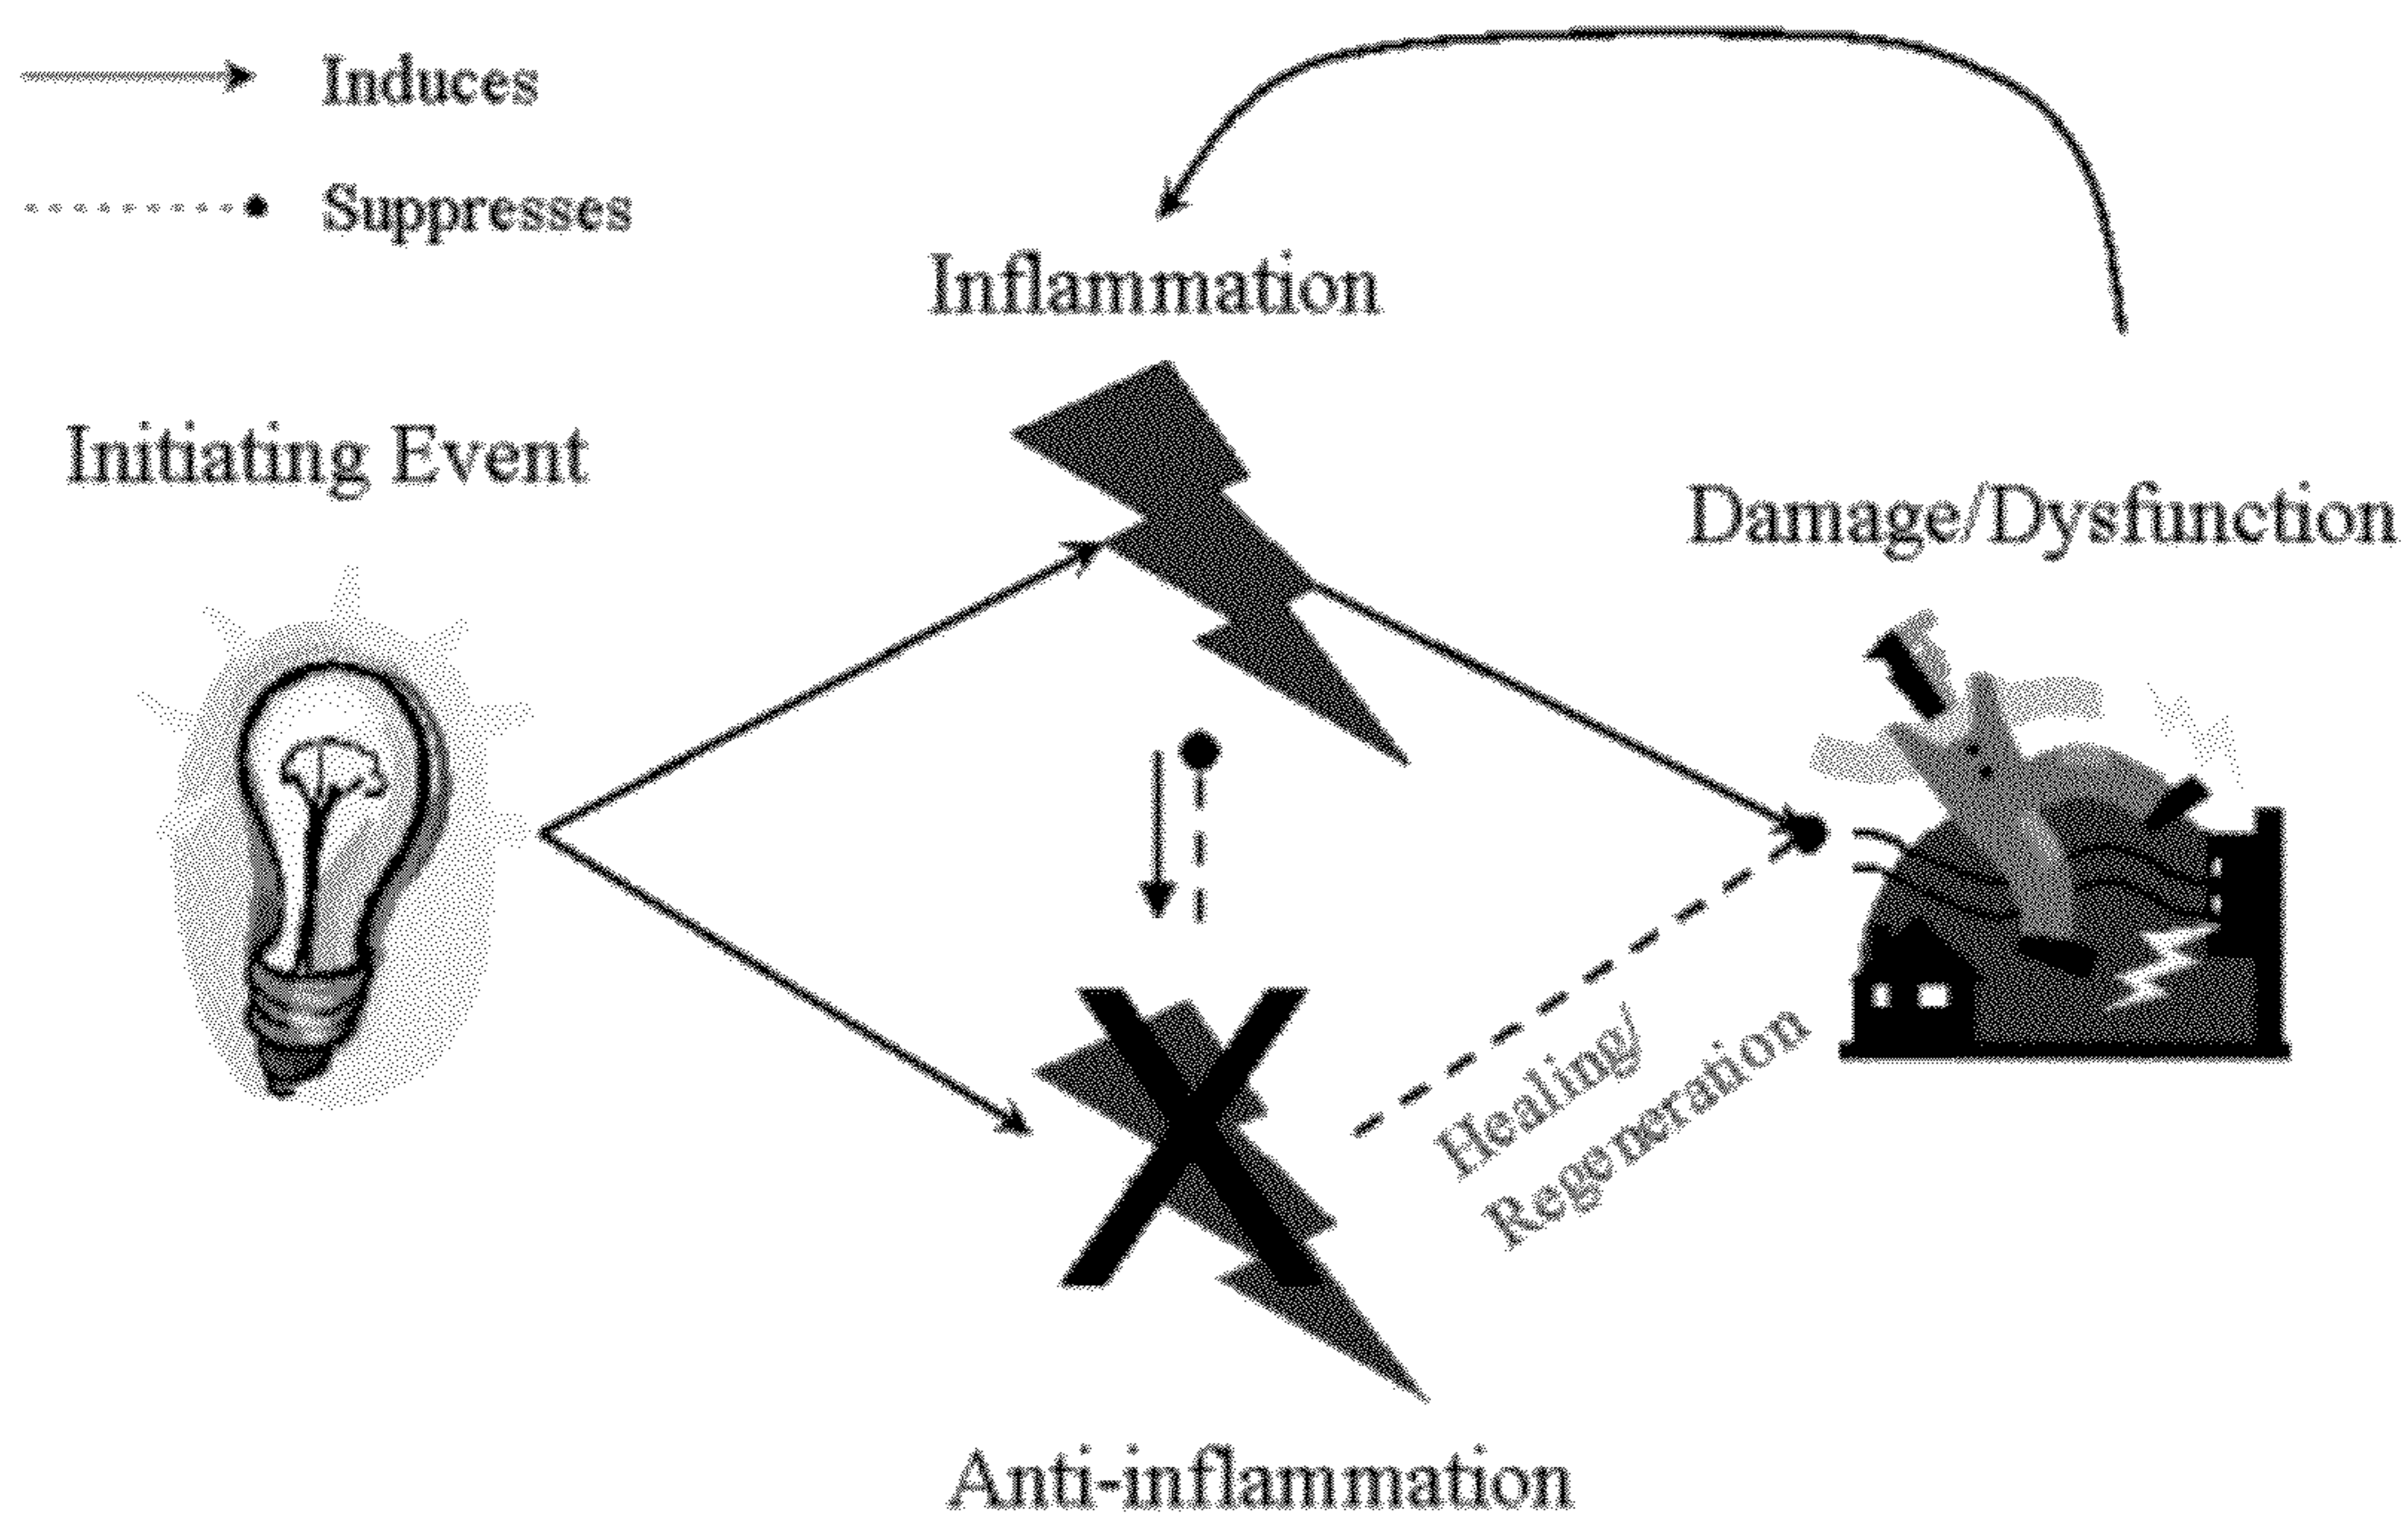 Induces
Suppresses
Inflammation
Initiating Event
Damage/Dysfunction
Healing/
Regeneration
Anti-inflammation